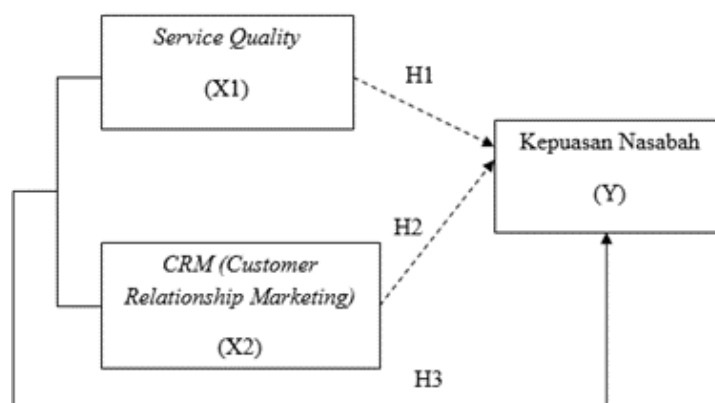 Service Quality
(X1)
H1
Kepuasan Nasabah
(Y)
H2
CRM (Customer
Relationship Marketing)
(X2)
H3